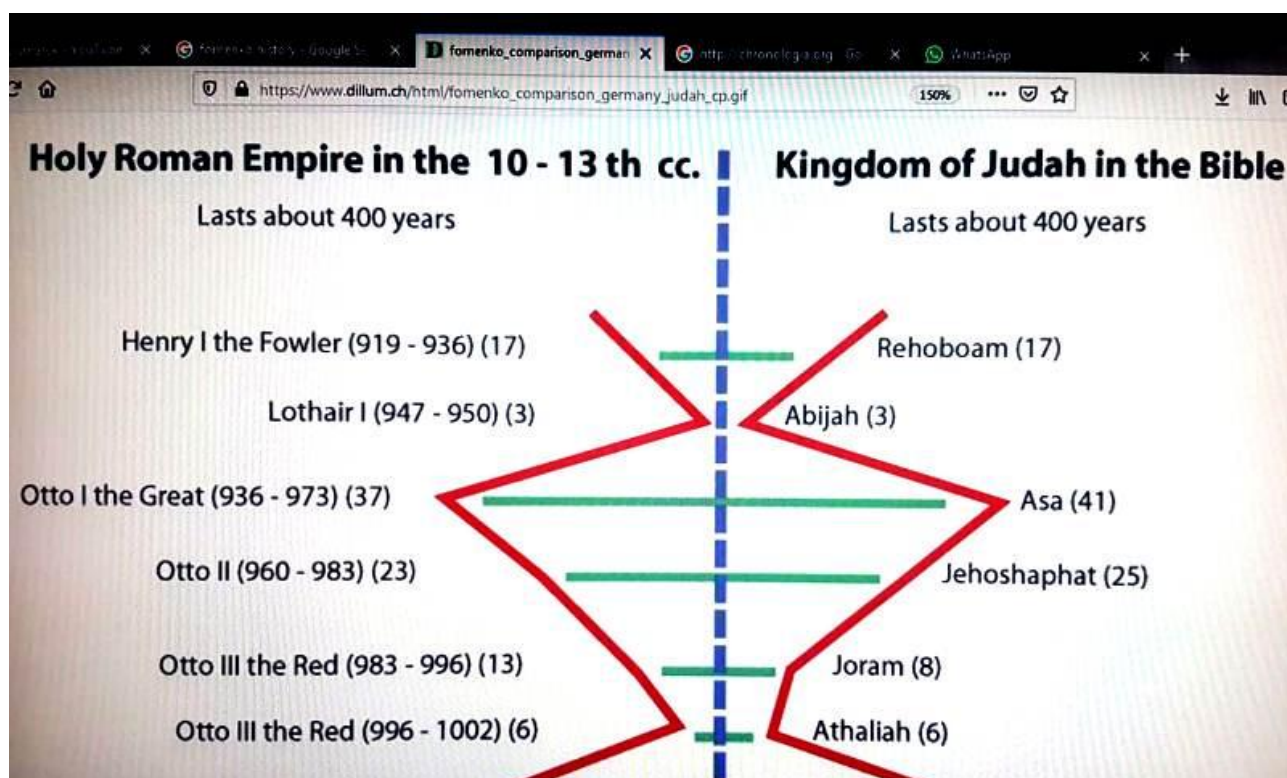 fomenko_comparison_german
WhatsApp
https://www.dillum.ch/html/fomenko_comparison_germany_judah_cp.gif
150%
Holy Roman Empire in the 10 - 13 th cc.
Kingdom of Judah in the Bible
Lasts about 400 years
Lasts about 400 years
Henry I the Fowler (919 - 936) (17)
Rehoboam (17)
Lothair I (947 - 950) (3)
Abijah (3)
Otto I the Great (936 - 973) (37)
Asa (41)
Otto II (960 - 983) (23)
Jehoshaphat (25)
Otto III the Red (983 - 996) (13)
Joram (8)
Otto III the Red (996 - 1002) (6)
Athaliah (6)